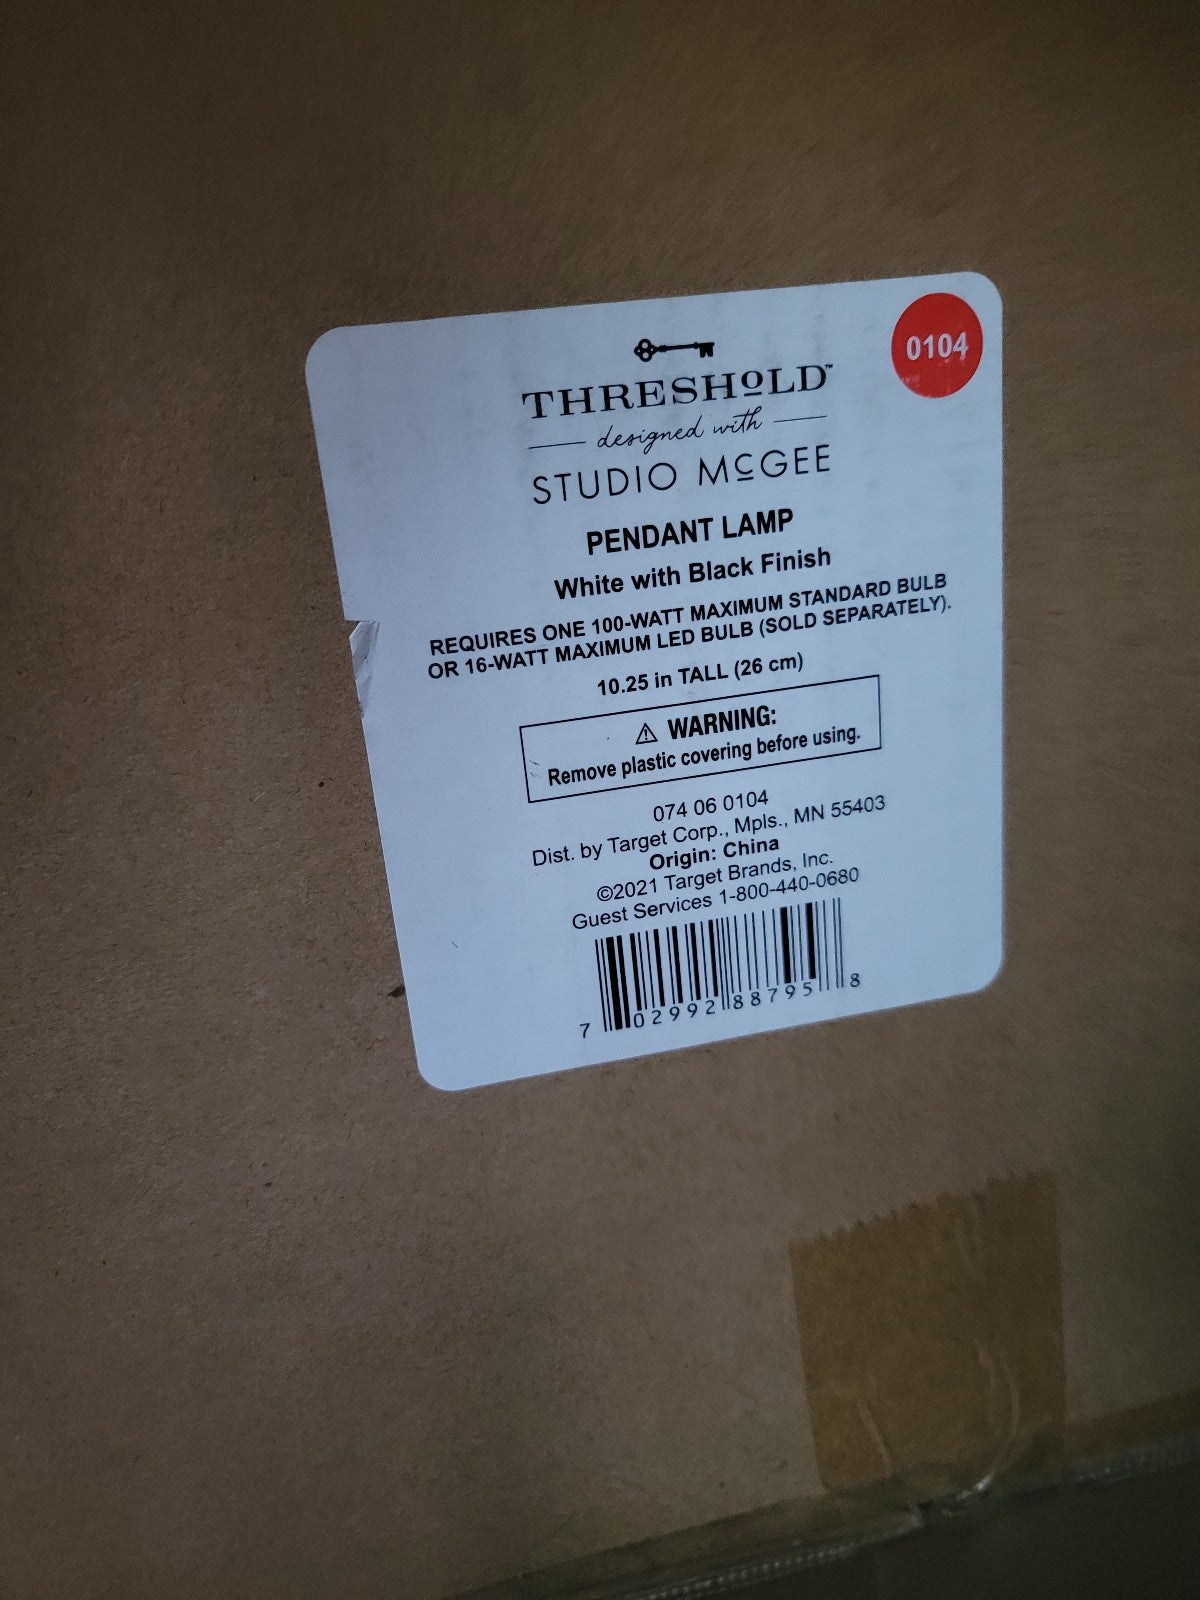 0104
THRESHOLD™
designed with
STUDIO McGEE
PENDANT LAMP
White with Black Finish
REQUIRES ONE 100-WATT MAXIMUM STANDARD BULB
OR 16-WATT MAXIMUM LED BULB (SOLD SEPARATELY).
10.25 in TALL (26 cm)
⚠ WARNING:
Remove plastic covering before using.
074 06 0104
Dist. by Target Corp., Mpls., MN 55403
Origin: China
©2021 Target Brands, Inc.
Guest Services 1-800-440-0680
7 02992 88795 8